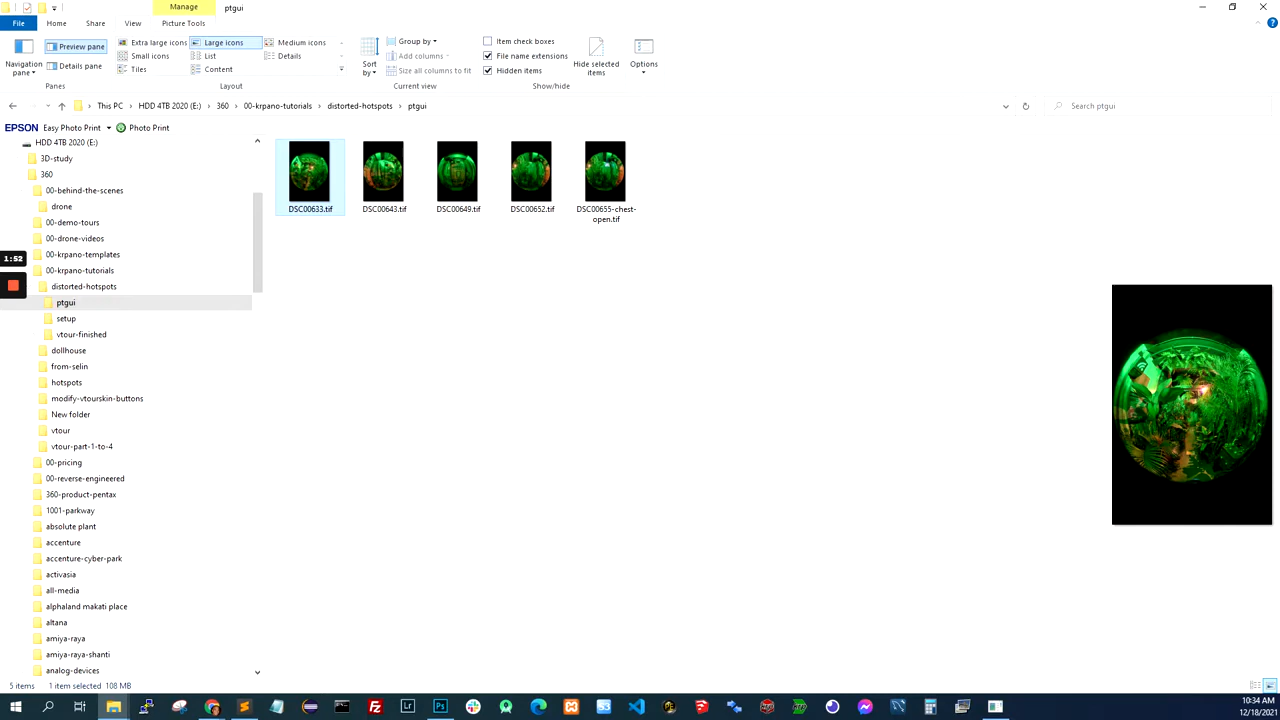 Manage
ptgui
File
Home
Share
View
Picture Tools
Navigation pane
Preview pane
Details pane
Panes
Extra large icons
Large icons
Medium icons
Small icons
List
Details
Tiles
Content
Layout
Sort by
Group by
Add columns
Size all columns to fit
Current view
Item check boxes
File name extensions
Hidden items
Hide selected items
Show/hide
Options
This PC
HDD 4TB 2020 (E:)
360
00-krpano-tutorials
distorted-hotspots
ptgui
Search ptgui
EPSON
Easy Photo Print
Photo Print
HDD 4TB 2020 (E:)
3D-study
360
00-behind-the-scenes
drone
00-demo-tours
00-drone-videos
00-krpano-templates
00-krpano-tutorials
distorted-hotspots
ptgui
setup
vtour-finished
dollhouse
from-selin
hotspots
modify-vtourskin-buttons
New folder
vtour
vtour-part-1-to-4
00-pricing
00-reverse-engineered
360-product-pentax
1001-parkway
absolute plant
accenture
accenture-cyber-park
activasia
all-media
alphaland makati place
altana
amiya-raya
amiya-raya-shanti
analog-devices
1:52
DSC00633.tif
DSC00643.tif
DSC00649.tif
DSC00652.tif
DSC00655-chest-
open.tif
5 items
1 item selected 108 MB
10:34 AM
12/18/2021